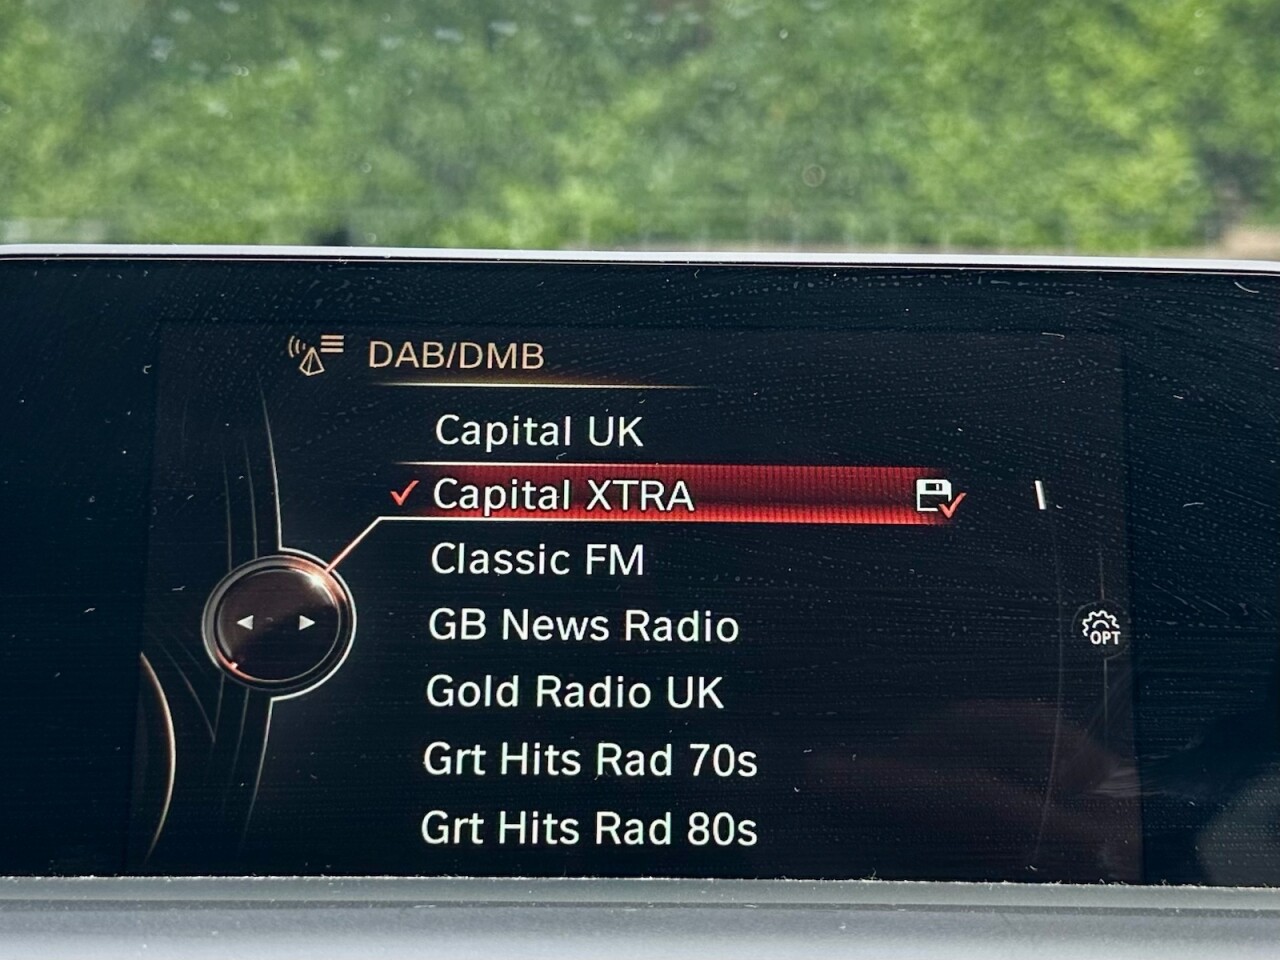 DAB/DMB
Capital UK
Capital XTRA
Classic FM
GB News Radio
OPT
Gold Radio UK
Grt Hits Rad 70s
Grt Hits Rad 80s